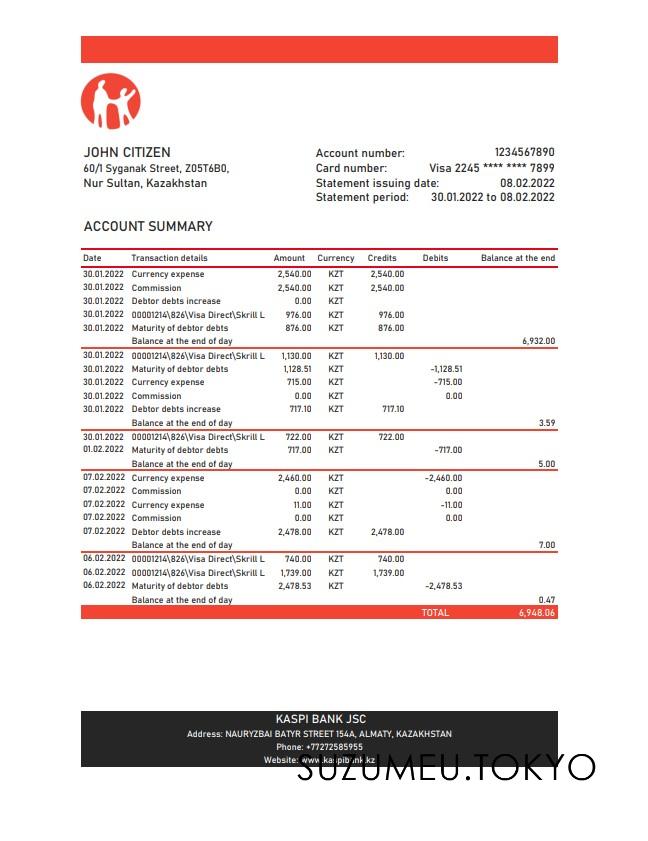 JOHN CITIZEN
60/1 Syganak Street, Z05T6B0,
Nur Sultan, Kazakhstan
Account number: 1234567890
Card number: Visa 2245 **** **** 7899
Statement issuing date: 08.02.2022
Statement period: 30.01.2022 to 08.02.2022
ACCOUNT SUMMARY
Date Transaction details Amount Currency Credits Debits Balance at the end
30.01.2022 Currency expense 2,540.00 KZT 2,540.00
30.01.2022 Commission 2,540.00 KZT 2,540.00
30.01.2022 Debtor debts increase 0.00 KZT
30.01.2022 00001214\826\Visa Direct\Skrill L 976.00 KZT 976.00
30.01.2022 Maturity of debtor debts 876.00 KZT 876.00
Balance at the end of day 6,932.00
30.01.2022 00001214\826\Visa Direct\Skrill L 1,130.00 KZT 1,130.00
30.01.2022 Maturity of debtor debts 1,128.51 KZT -1,128.51
30.01.2022 Currency expense 715.00 KZT -715.00
30.01.2022 Commission 0.00 KZT 0.00
30.01.2022 Debtor debts increase 717.10 KZT 717.10
Balance at the end of day 3.59
30.01.2022 00001214\826\Visa Direct\Skrill L 722.00 KZT 722.00
01.02.2022 Maturity of debtor debts 717.00 KZT -717.00
Balance at the end of day 5.00
07.02.2022 Currency expense 2,460.00 KZT -2,460.00
07.02.2022 Commission 0.00 KZT 0.00
07.02.2022 Currency expense 11.00 KZT -11.00
07.02.2022 Commission 0.00 KZT 0.00
07.02.2022 Debtor debts increase 2,478.00 KZT 2,478.00
Balance at the end of day 7.00
06.02.2022 00001214\826\Visa Direct\Skrill L 740.00 KZT 740.00
06.02.2022 00001214\826\Visa Direct\Skrill L 1,739.00 KZT 1,739.00
06.02.2022 Maturity of debtor debts 2,478.53 KZT -2,478.53
Balance at the end of day 0.47
TOTAL 6,948.06
KASPI BANK JSC
Address: NAURYZBAI BATYR STREET 154A, ALMATY, KAZAKHSTAN
Phone: +77272585955
Website: www.kaspibank.kz
SUZUMEU.TOKYO